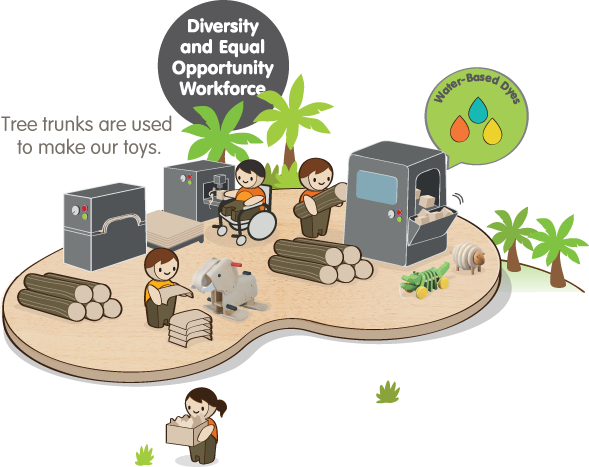 Diversity
and Equal
Opportunity
Workforce
Water-Based Dyes
Tree trunks are used
to make our toys.